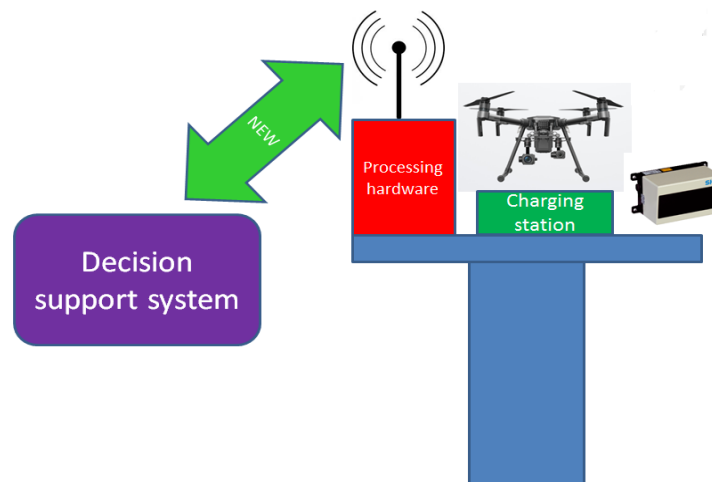 NEW
Processing
hardware
Charging
station
Decision
support system